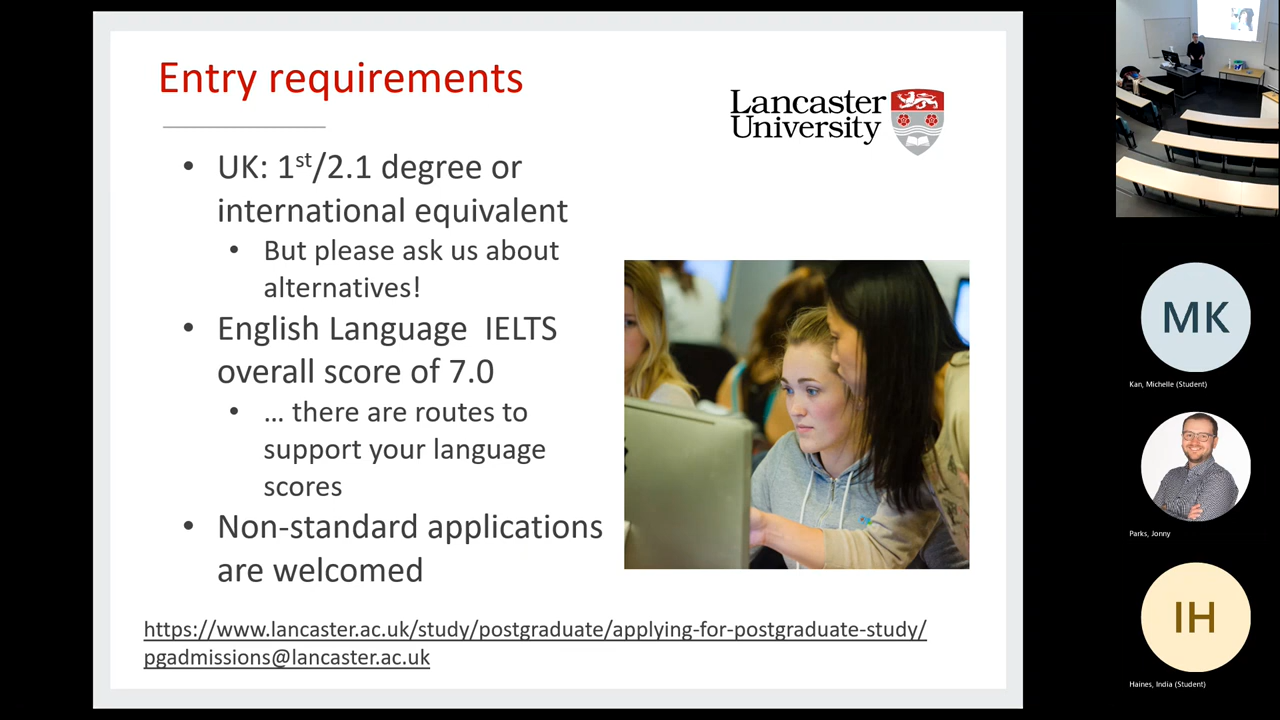 Entry requirements
Lancaster
University
• UK: 1st/2.1 degree or
international equivalent
• But please ask us about
alternatives!
• English Language  IELTS
overall score of 7.0
• … there are routes to
support your language
scores
• Non-standard applications
are welcomed
https://www.lancaster.ac.uk/study/postgraduate/applying-for-postgraduate-study/
pgadmissions@lancaster.ac.uk
MK
Kan, Michelle (Student)
Parks, Jonny
IH
Haines, India (Student)